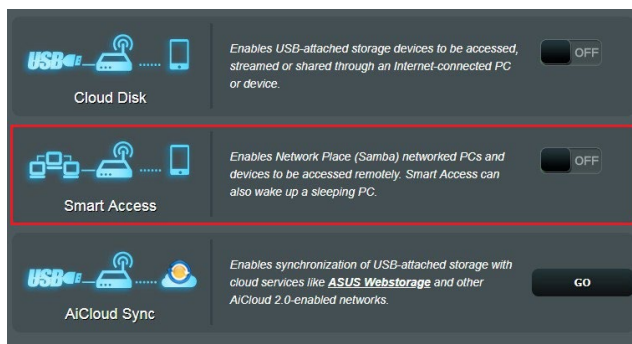 USB
Cloud Disk
Enables USB-attached storage devices to be accessed,
streamed or shared through an Internet-connected PC
or device.
OFF
Smart Access
Enables Network Place (Samba) networked PCs and
devices to be accessed remotely. Smart Access can
also wake up a sleeping PC.
OFF
USB
AiCloud Sync
Enables synchronization of USB-attached storage with
cloud services like ASUS Webstorage and other
AiCloud 2.0-enabled networks.
GO